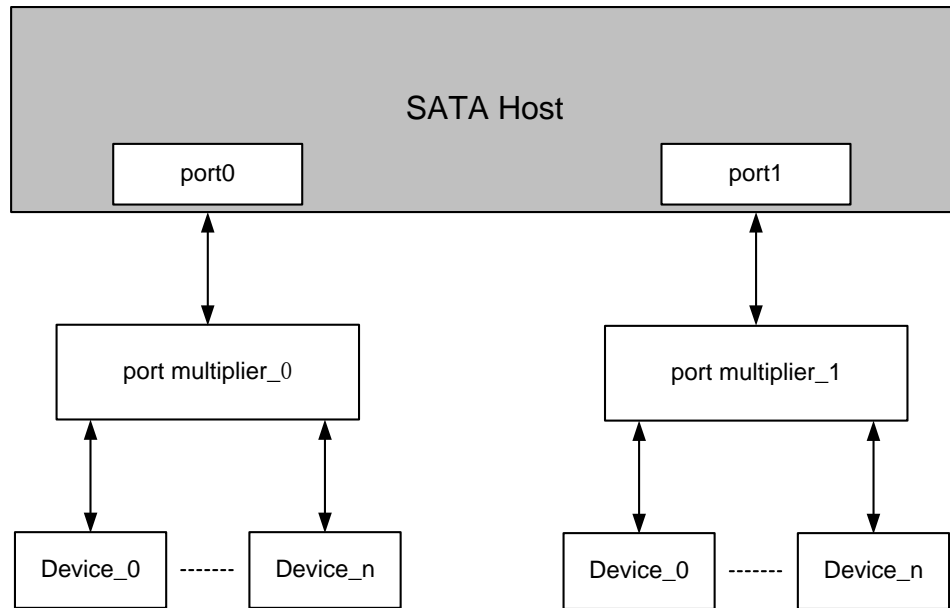 SATA Host
port0
port1
port multiplier_0
port multiplier_1
Device_0
Device_n
Device_0
Device_n